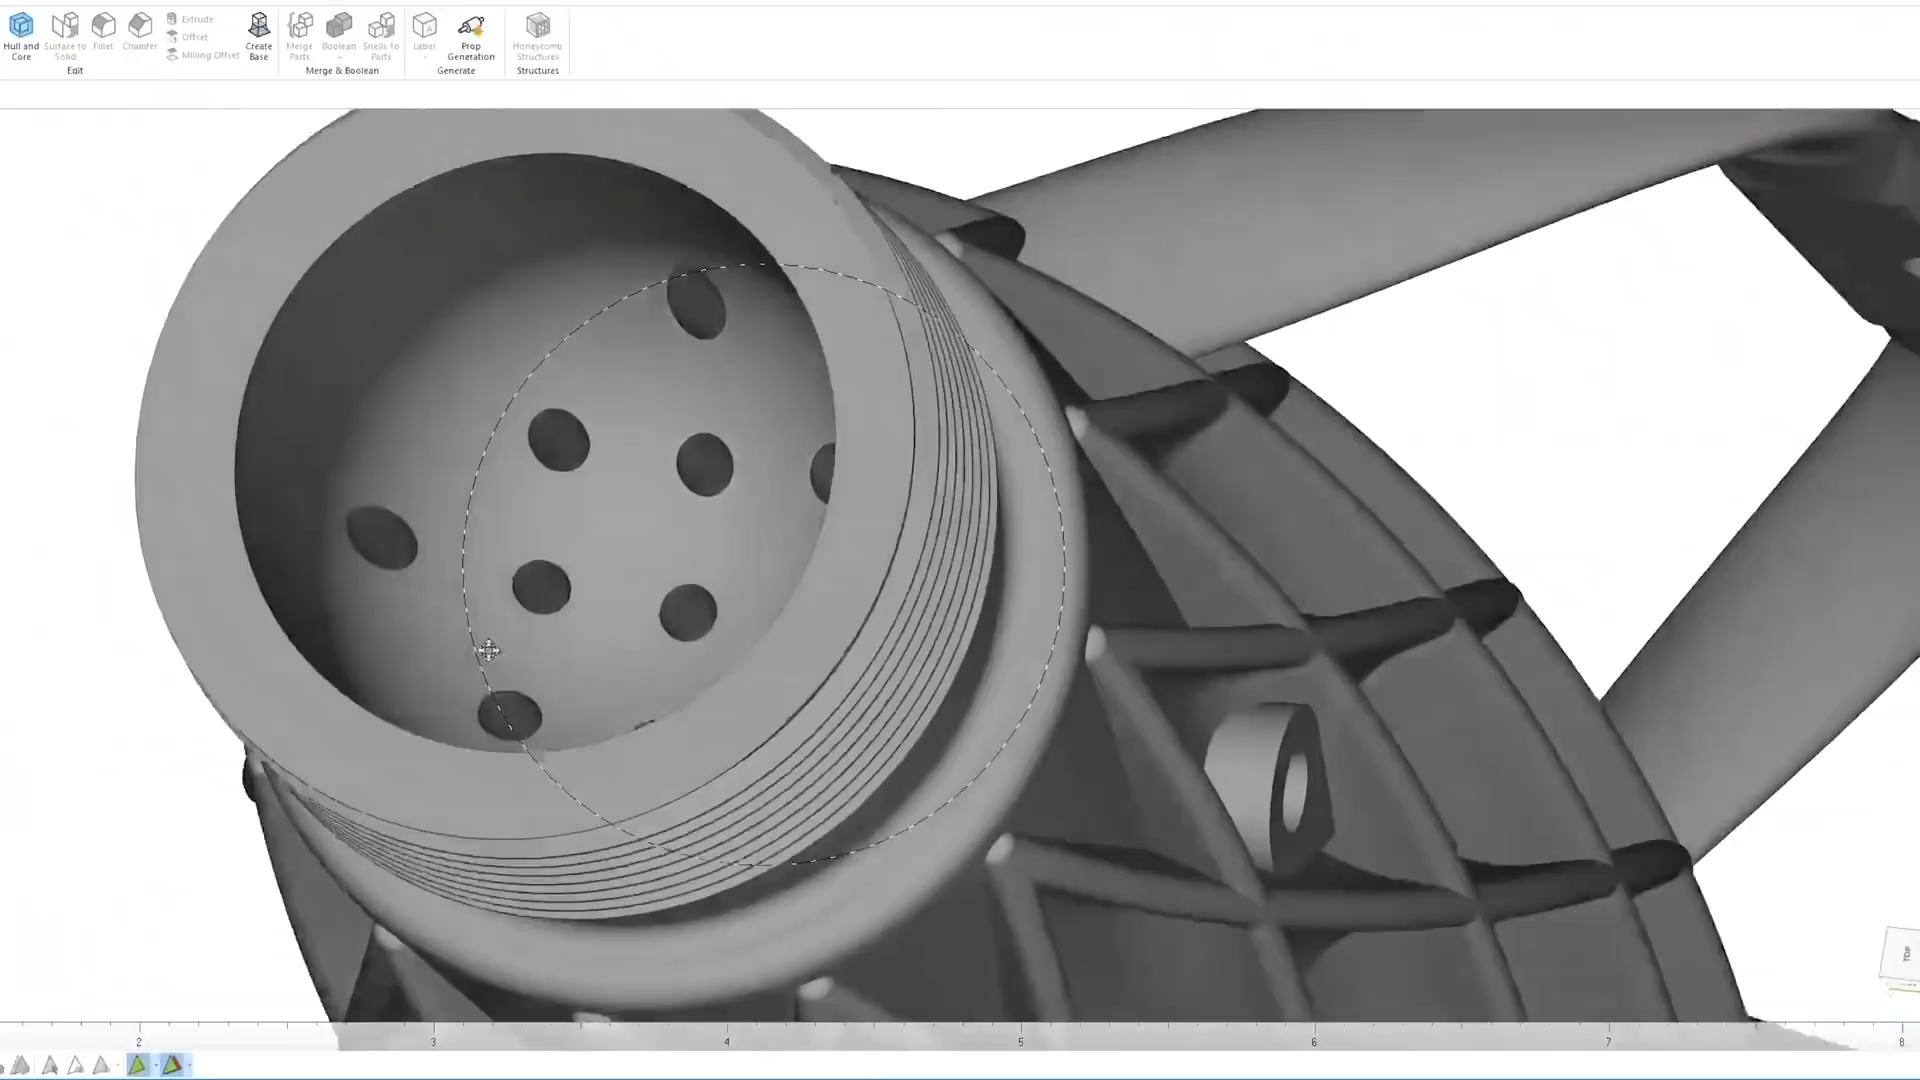 Hull and Core
Surface to Solid
Fillet
Chamfer
Extrude
Offset
Milling Offset
Create Base
Edit
Merge Parts
Boolean
Shells To Parts
Merge & Boolean
Label
Prop Generation
Generate
Honeycomb Structures
Structures
TOP
2 3 4 5 6 7 8